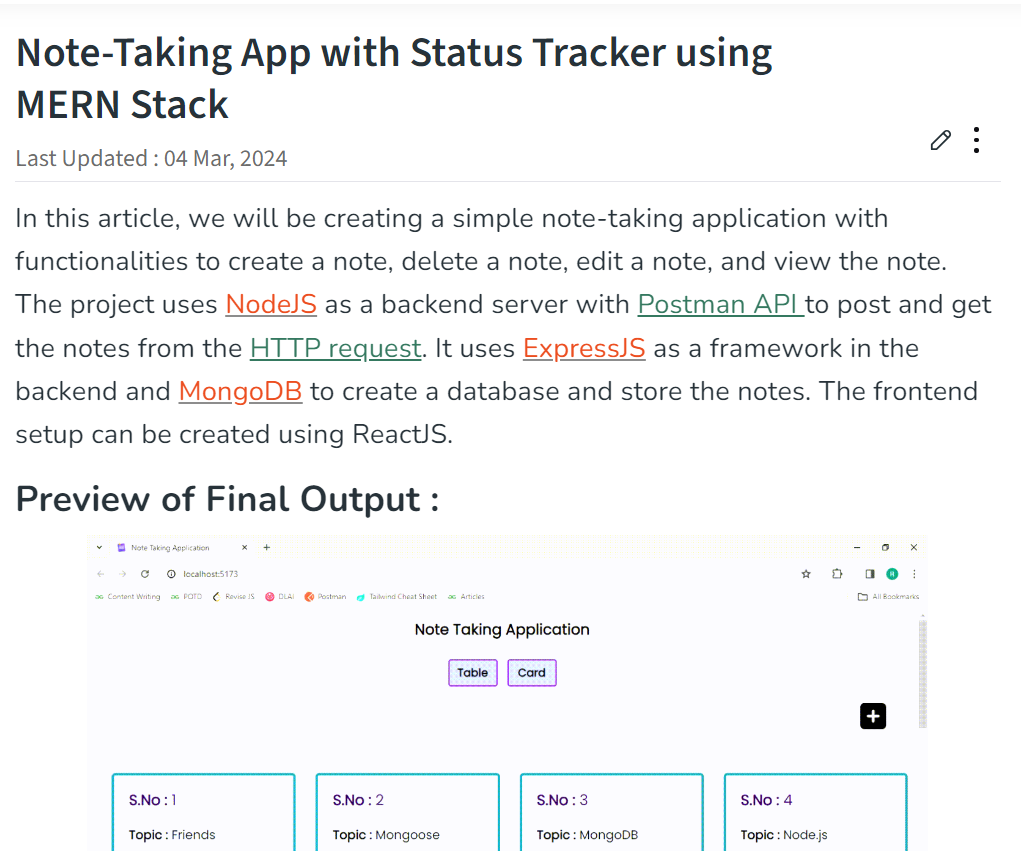 Note-Taking App with Status Tracker using
MERN Stack
Last Updated : 04 Mar, 2024
In this article, we will be creating a simple note-taking application with
functionalities to create a note, delete a note, edit a note, and view the note.
The project uses NodeJS as a backend server with Postman API to post and get
the notes from the HTTP request. It uses ExpressJS as a framework in the
backend and MongoDB to create a database and store the notes. The frontend
setup can be created using ReactJS.
Preview of Final Output :
Note Taking Application
localhost:5173
Content Writing POTD Revise JS DLAI Postman Tailwind Cheat Sheet Articles All Bookmarks
Note Taking Application
Table Card
S.No : 1 S.No : 2 S.No : 3 S.No : 4
Topic : Friends Topic : Mongoose Topic : MongoDB Topic : Node.js